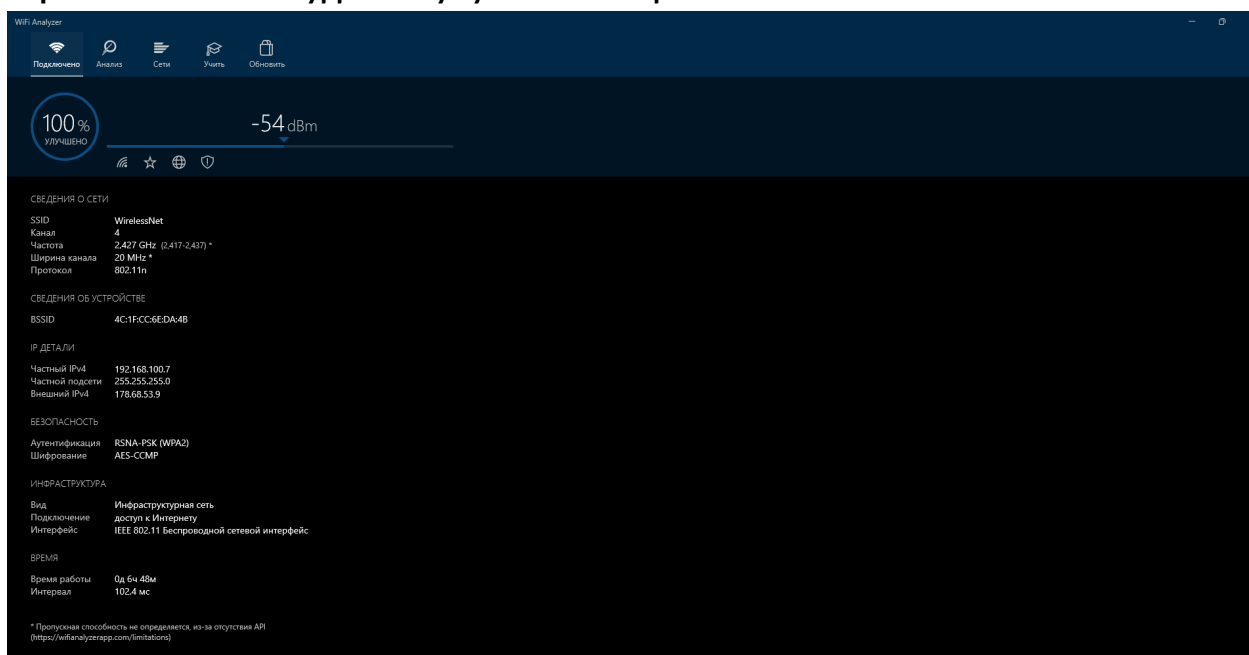 WiFi Analyzer
Подключено Анализ Сети Учить Обновить
100 %
УЛУЧШЕНО
-54 dBm
СВЕДЕНИЯ О СЕТИ
SSID WirelessNet
Канал 4
Частота 2,427 GHz (2,417-2,437) *
Ширина канала 20 MHz *
Протокол 802.11n
СВЕДЕНИЯ ОБ УСТРОЙСТВЕ
BSSID 4C:1F:CC:6E:DA:4B
IP ДЕТАЛИ
Частный IPv4 192.168.100.7
Частной подсети 255.255.255.0
Внешний IPv4 178.68.53.9
БЕЗОПАСНОСТЬ
Аутентификация RSNA-PSK (WPA2)
Шифрование AES-CCMP
ИНФРАСТРУКТУРА
Вид Инфраструктурная сеть
Подключение доступ к Интернету
Интерфейс IEEE 802.11 Беспроводной сетевой интерфейс
ВРЕМЯ
Время работы 0д 6ч 48м
Интервал 102,4 мс
* Пропускная способность не определяется, из-за отсутствия API
(https://wifianalyzerapp.com/limitations)